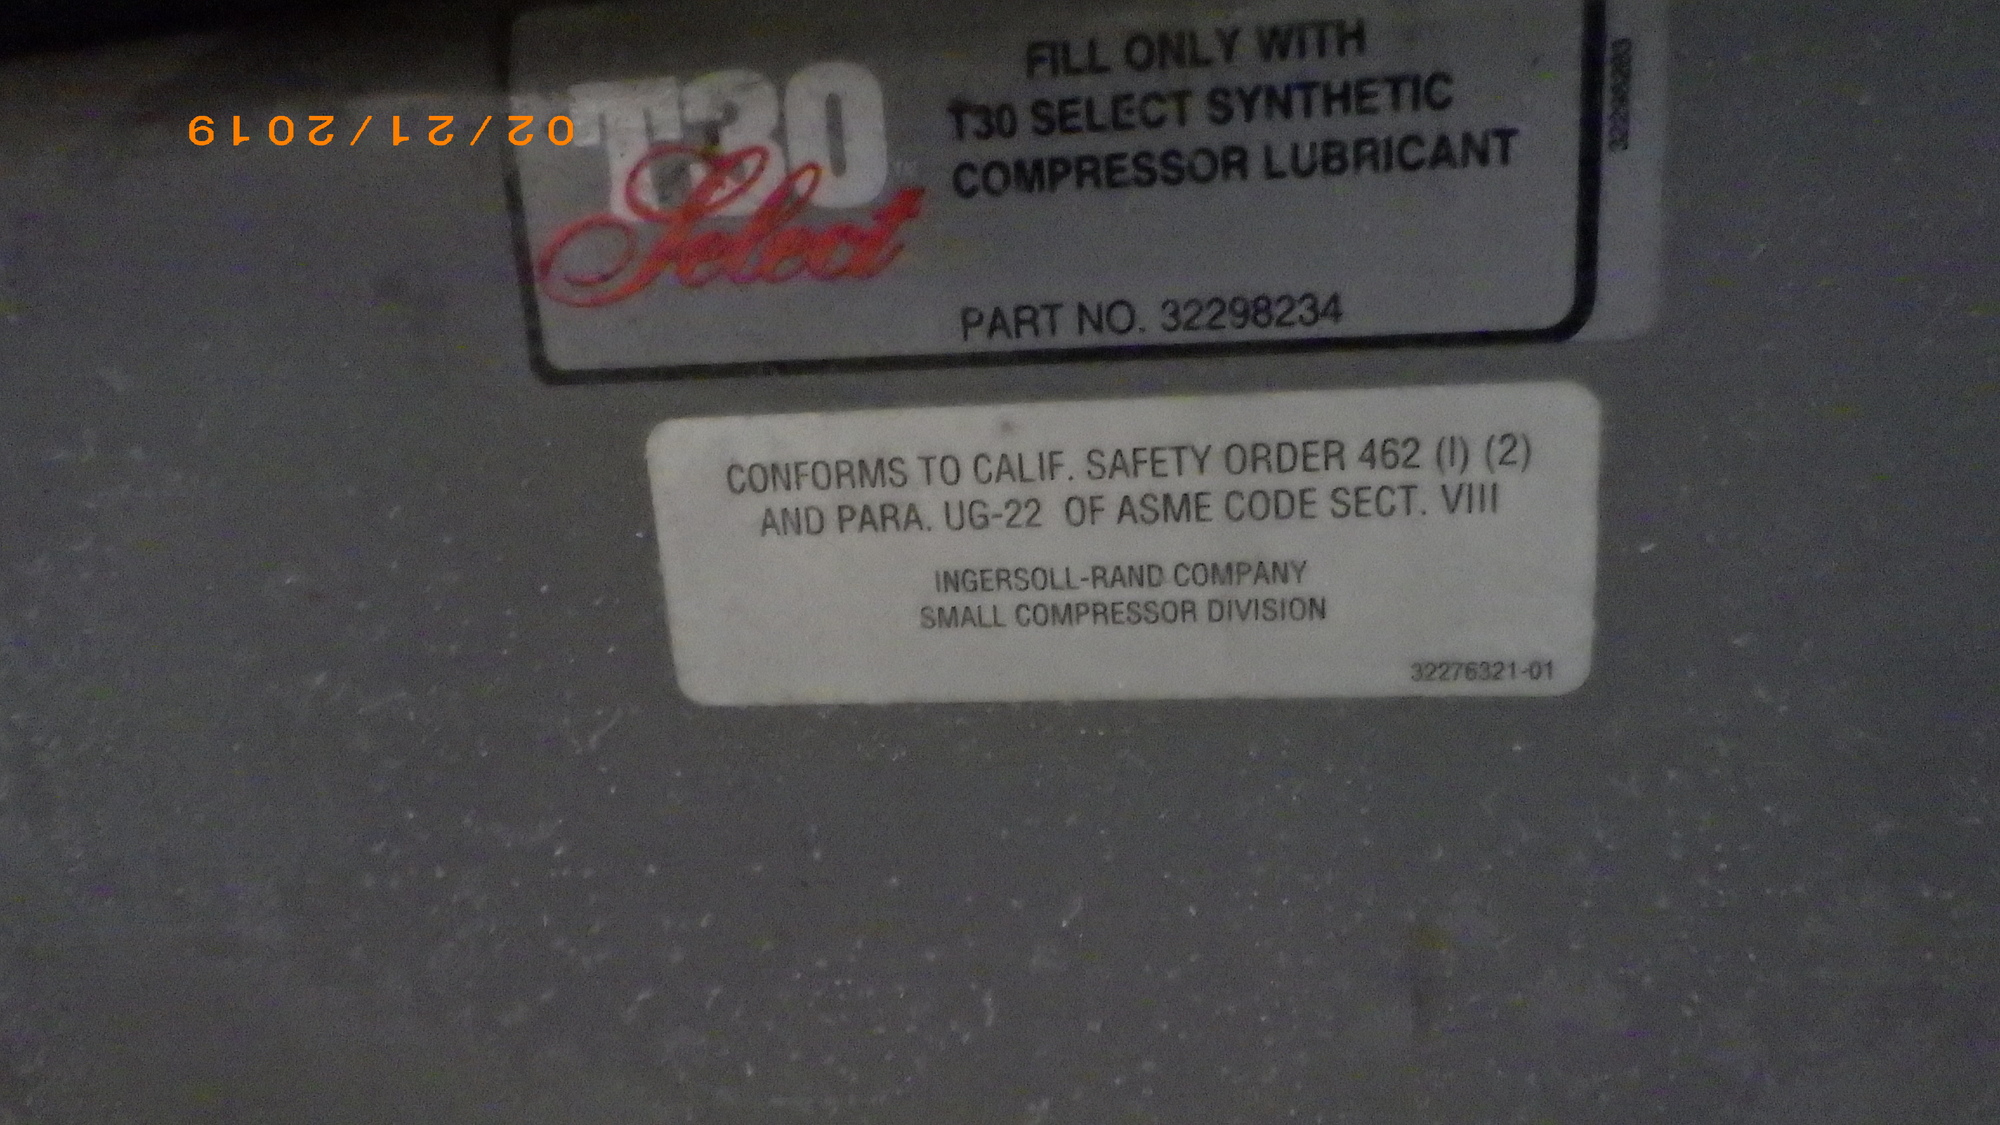 T30
Select
FILL ONLY WITH
T30 SELECT SYNTHETIC
COMPRESSOR LUBRICANT
PART NO. 32298234
CONFORMS TO CALIF. SAFETY ORDER 462 (I) (2)
AND PARA. UG-22 OF ASME CODE SECT. VIII
INGERSOLL-RAND COMPANY
SMALL COMPRESSOR DIVISION
32276321-01
02/21/2019